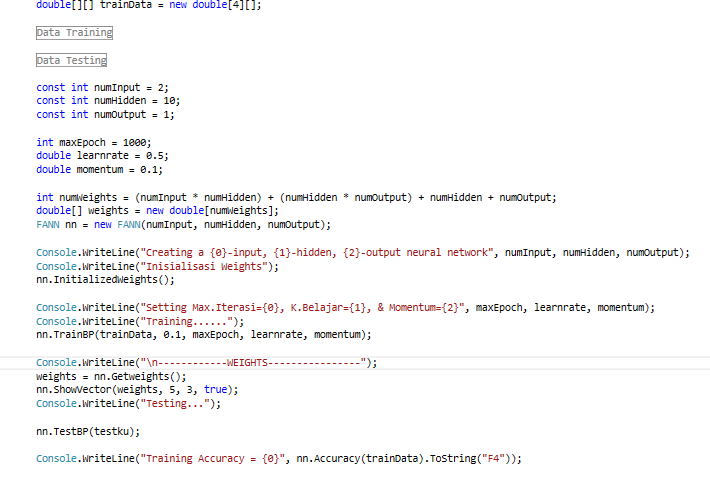 double[][] trainData = new double[4][];
Data Training
Data Testing
const int numInput = 2;
const int numHidden = 10;
const int numOutput = 1;
int maxEpoch = 1000;
double learnrate = 0.5;
double momentum = 0.1;
int numWeights = (numInput * numHidden) + (numHidden * numOutput) + numHidden + numOutput;
double[] weights = new double[numWeights];
FANN nn = new FANN(numInput, numHidden, numOutput);
Console.WriteLine("Creating a {0}-input, {1}-hidden, {2}-output neural network", numInput, numHidden, numOutput);
Console.WriteLine("Inisialisasi Weights");
nn.InitializedWeights();
Console.WriteLine("Setting Max.Iterasi={0}, K.Belajar={1}, & Momentum={2}", maxEpoch, learnrate, momentum);
Console.WriteLine("Training......");
nn.TrainBP(trainData, 0.1, maxEpoch, learnrate, momentum);
Console.WriteLine("\n------------WEIGHTS----------------");
weights = nn.Getweights();
nn.ShowVector(weights, 5, 3, true);
Console.WriteLine("Testing...");
nn.TestBP(testku);
Console.WriteLine("Training Accuracy = {0}", nn.Accuracy(trainData).ToString("F4"));